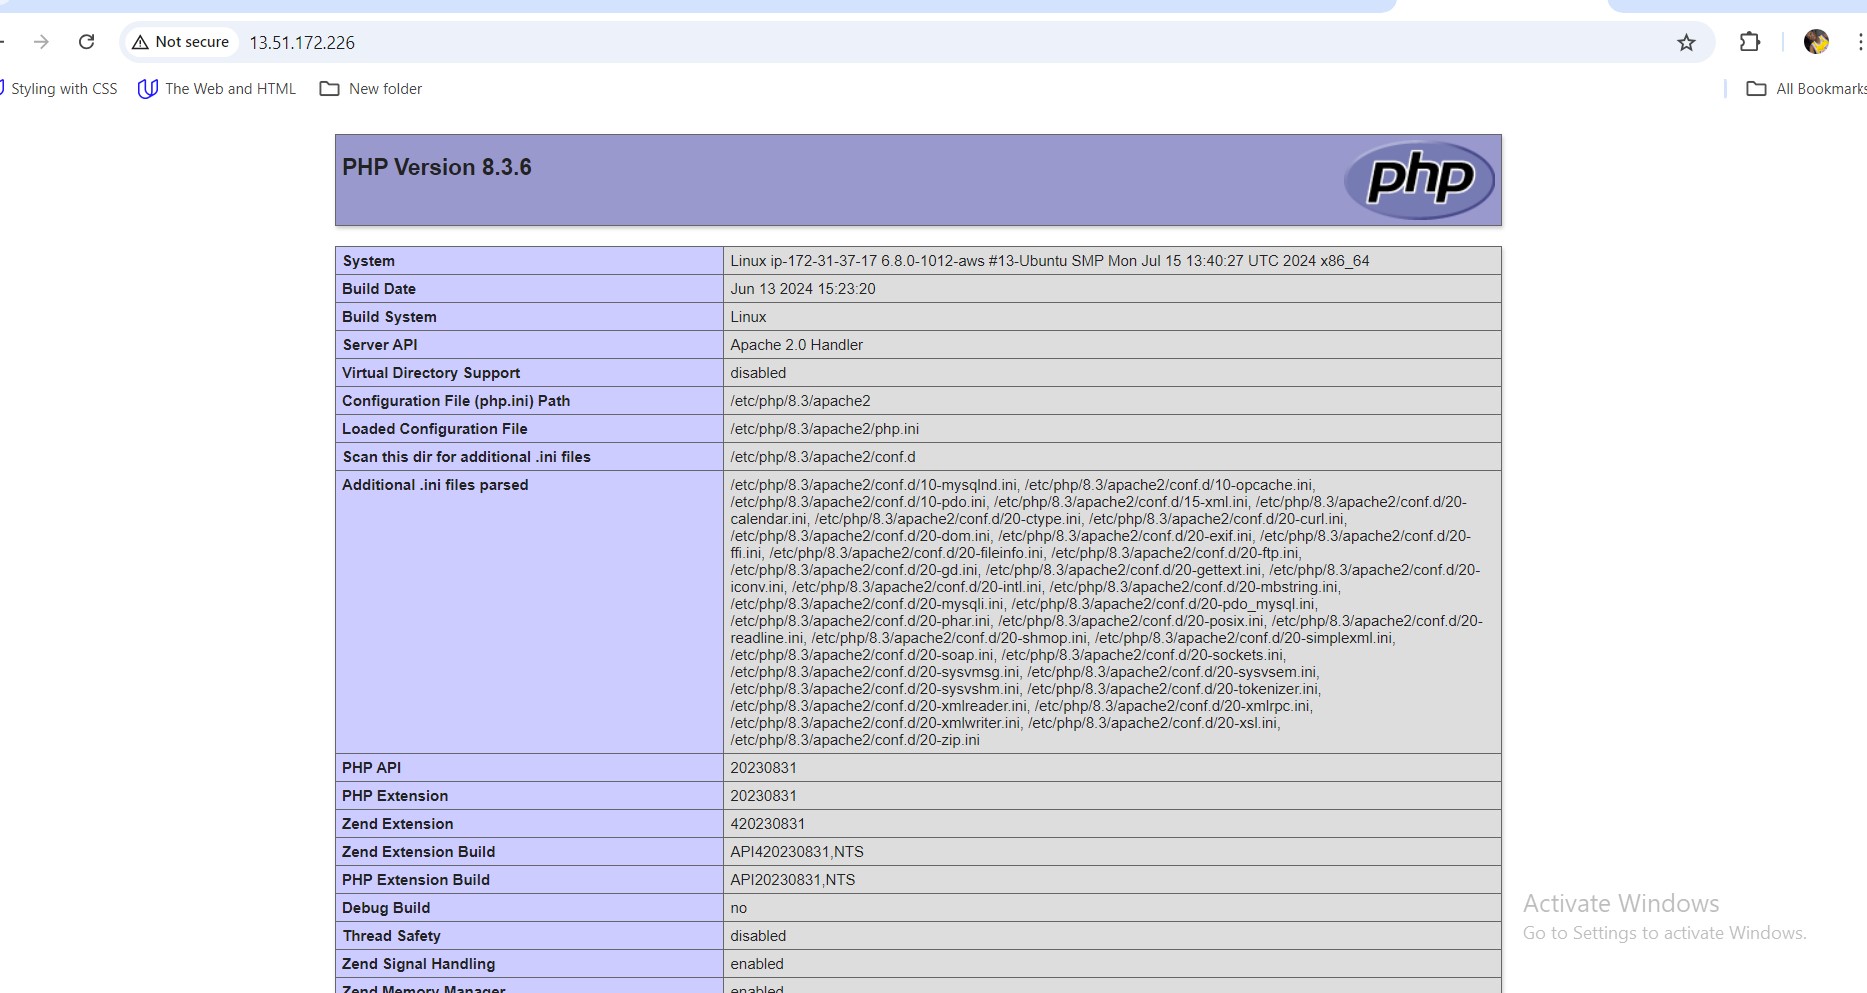 Not secure
13.51.172.226
Styling with CSS
The Web and HTML
New folder
All Bookmarks
PHP Version 8.3.6
php
System
Linux ip-172-31-37-17 6.8.0-1012-aws #13-Ubuntu SMP Mon Jul 15 13:40:27 UTC 2024 x86_64
Build Date
Jun 13 2024 15:23:20
Build System
Linux
Server API
Apache 2.0 Handler
Virtual Directory Support
disabled
Configuration File (php.ini) Path
/etc/php/8.3/apache2
Loaded Configuration File
/etc/php/8.3/apache2/php.ini
Scan this dir for additional .ini files
/etc/php/8.3/apache2/conf.d
Additional .ini files parsed
/etc/php/8.3/apache2/conf.d/10-mysqlnd.ini, /etc/php/8.3/apache2/conf.d/10-opcache.ini,
/etc/php/8.3/apache2/conf.d/10-pdo.ini, /etc/php/8.3/apache2/conf.d/15-xml.ini, /etc/php/8.3/apache2/conf.d/20-
calendar.ini, /etc/php/8.3/apache2/conf.d/20-ctype.ini, /etc/php/8.3/apache2/conf.d/20-curl.ini,
/etc/php/8.3/apache2/conf.d/20-dom.ini, /etc/php/8.3/apache2/conf.d/20-exif.ini, /etc/php/8.3/apache2/conf.d/20-
ffi.ini, /etc/php/8.3/apache2/conf.d/20-fileinfo.ini, /etc/php/8.3/apache2/conf.d/20-ftp.ini,
/etc/php/8.3/apache2/conf.d/20-gd.ini, /etc/php/8.3/apache2/conf.d/20-gettext.ini, /etc/php/8.3/apache2/conf.d/20-
iconv.ini, /etc/php/8.3/apache2/conf.d/20-intl.ini, /etc/php/8.3/apache2/conf.d/20-mbstring.ini,
/etc/php/8.3/apache2/conf.d/20-mysqli.ini, /etc/php/8.3/apache2/conf.d/20-pdo_mysql.ini,
/etc/php/8.3/apache2/conf.d/20-phar.ini, /etc/php/8.3/apache2/conf.d/20-posix.ini, /etc/php/8.3/apache2/conf.d/20-
readline.ini, /etc/php/8.3/apache2/conf.d/20-shmop.ini, /etc/php/8.3/apache2/conf.d/20-simplexml.ini,
/etc/php/8.3/apache2/conf.d/20-soap.ini, /etc/php/8.3/apache2/conf.d/20-sockets.ini,
/etc/php/8.3/apache2/conf.d/20-sysvmsg.ini, /etc/php/8.3/apache2/conf.d/20-sysvsem.ini,
/etc/php/8.3/apache2/conf.d/20-sysvshm.ini, /etc/php/8.3/apache2/conf.d/20-tokenizer.ini,
/etc/php/8.3/apache2/conf.d/20-xmlreader.ini, /etc/php/8.3/apache2/conf.d/20-xmlrpc.ini,
/etc/php/8.3/apache2/conf.d/20-xmlwriter.ini, /etc/php/8.3/apache2/conf.d/20-xsl.ini,
/etc/php/8.3/apache2/conf.d/20-zip.ini
PHP API
20230831
PHP Extension
20230831
Zend Extension
420230831
Zend Extension Build
API420230831,NTS
PHP Extension Build
API20230831,NTS
Debug Build
no
Thread Safety
disabled
Zend Signal Handling
enabled
Zend Memory Manager
enabled
Activate Windows
Go to Settings to activate Windows.